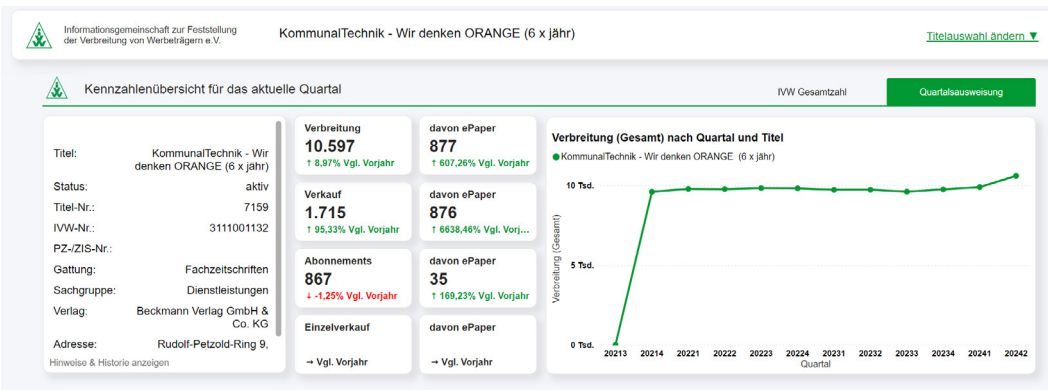 Informationsgemeinschaft zur Feststellung
der Verbreitung von Werbeträgern e.V.
KommunalTechnik - Wir denken ORANGE (6 x jähr)
Titelauswahl ändern ▼
Kennzahlenübersicht für das aktuelle Quartal
IVW Gesamtzahl
Quartalsausweisung
Titel: KommunalTechnik - Wir
denken ORANGE (6 x jähr)
Status: aktiv
Titel-Nr.: 7159
IVW-Nr.: 3111001132
PZ-/ZIS-Nr.:
Gattung: Fachzeitschriften
Sachgruppe: Dienstleistungen
Verlag: Beckmann Verlag GmbH &
Co. KG
Adresse: Rudolf-Petzold-Ring 9,
Hinweise & Historie anzeigen
Verbreitung
10.597
↑ 8,97% Vgl. Vorjahr
davon ePaper
877
↑ 607,26% Vgl. Vorjahr
Verkauf
1.715
↑ 95,33% Vgl. Vorjahr
davon ePaper
876
↑ 6638,46% Vgl. Vorj...
Abonnements
867
↓ -1,25% Vgl. Vorjahr
davon ePaper
35
↑ 169,23% Vgl. Vorjahr
Einzelverkauf
→ Vgl. Vorjahr
davon ePaper
→ Vgl. Vorjahr
Verbreitung (Gesamt) nach Quartal und Titel
KommunalTechnik - Wir denken ORANGE (6 x jähr)
Verbreitung (Gesamt)
10 Tsd.
5 Tsd.
0 Tsd.
20213 20214 20221 20222 20223 20224 20231 20232 20233 20234 20241 20242
Quartal